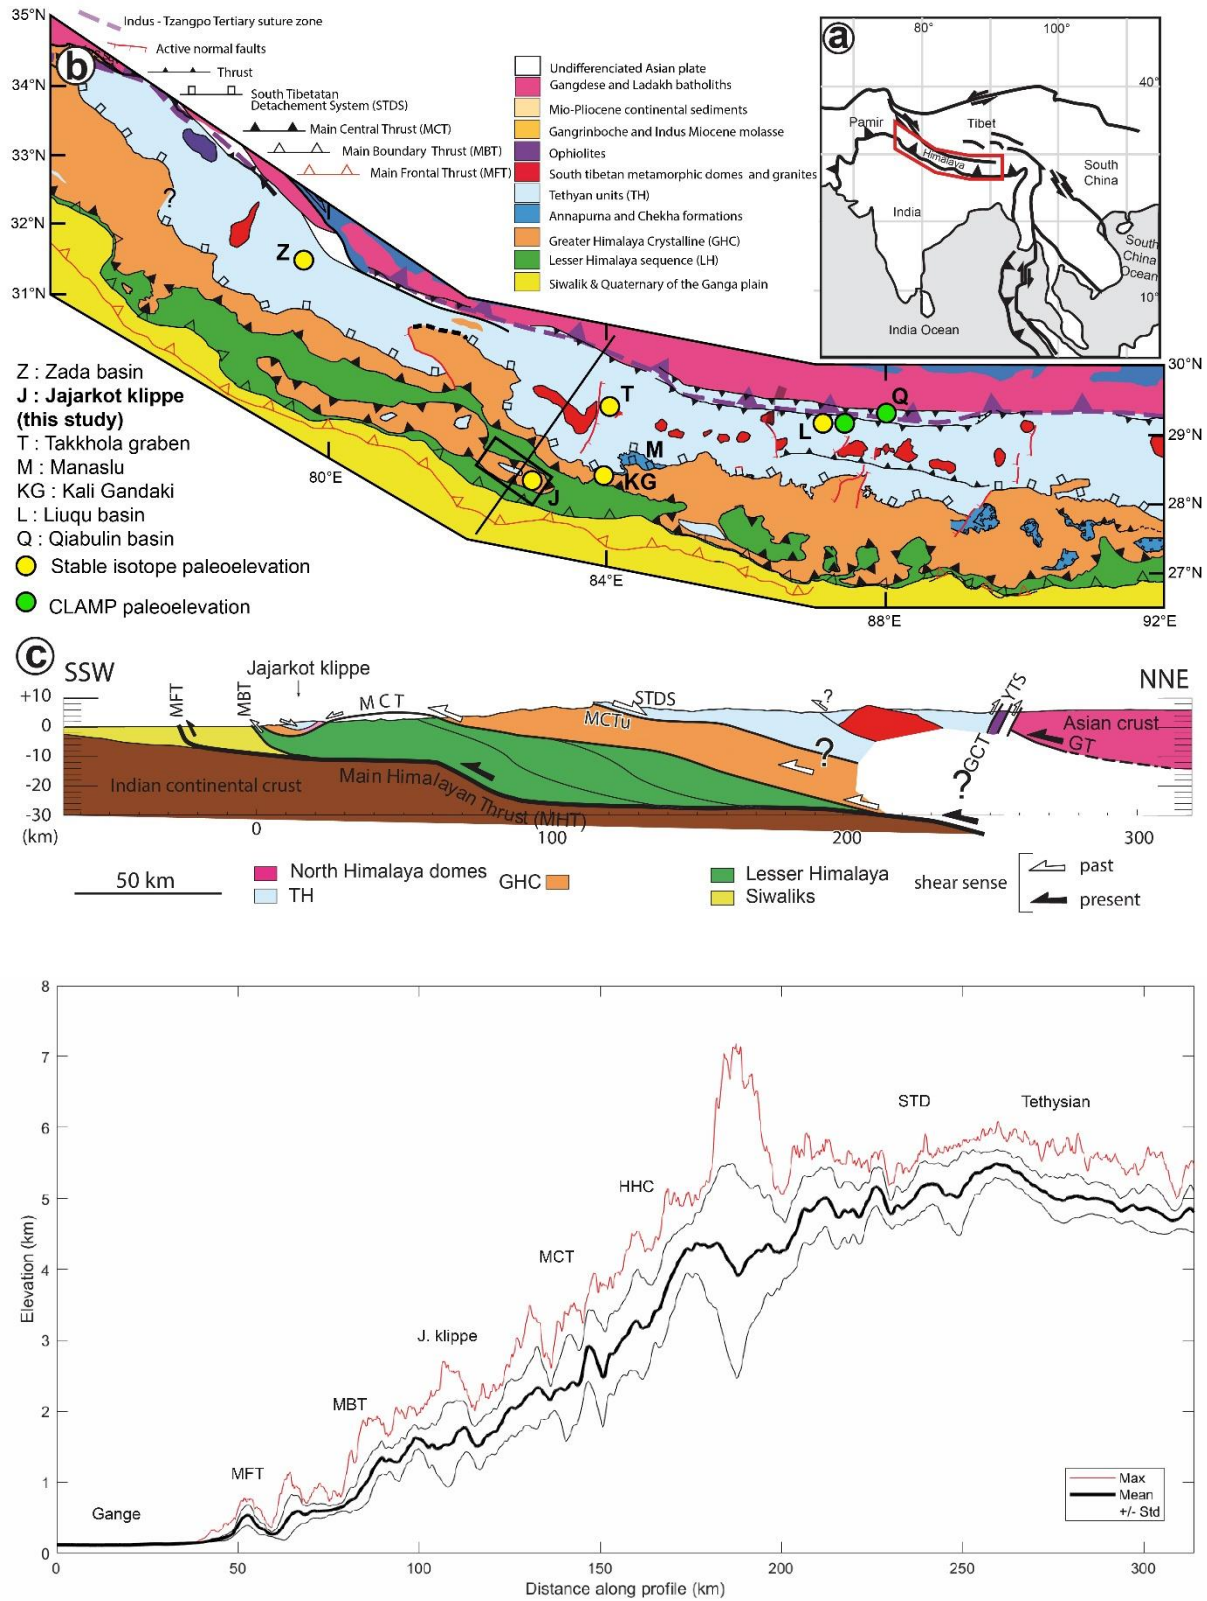 35°N
34°N
33°N
32°N
31°N
b
Indus - Tzangpo Tertiary suture zone
Active normal faults
Thrust
South Tibetatan
Detachement System (STDS)
Main Central Thrust (MCT)
Main Boundary Thrust (MBT)
Main Frontal Thrust (MFT)
Undifferenciated Asian plate
Gangdese and Ladakh batholiths
Mio-Pliocene continental sediments
Gangrinboche and Indus Miocene molasse
Ophiolites
South tibetan metamorphic domes and granites
Tethyan units (TH)
Annapurna and Chekha formations
Greater Himalaya Crystalline (GHC)
Lesser Himalaya sequence (LH)
Siwalik & Quaternary of the Ganga plain
a
80°
100°
40°
10°
Pamir
Tibet
Himalaya
South
China
India
South
China
Ocean
India Ocean
?
Z
T
M
KG
J
L
Q
30°N
29°N
28°N
27°N
80°E
84°E
88°E
92°E
Z : Zada basin
J : Jajarkot klippe
(this study)
T : Takkhola graben
M : Manaslu
KG : Kali Gandaki
L : Liuqu basin
Q : Qiabulin basin
Stable isotope paleoelevation
CLAMP paleoelevation
c
SSW
NNE
Jajarkot klippe
+10
0
-10
-20
-30
(km)
MFT
MBT
MCT
STDS
MCTu
?
?
?
GCT
YTS
Asian crust
GT
Indian continental crust
Main Himalayan Thrust (MHT)
0
100
200
300
50 km
North Himalaya domes
TH
GHC
Lesser Himalaya
Siwaliks
shear sense
past
present
8
7
6
5
4
3
2
1
0
Elevation (km)
Gange
MFT
MBT
J. klippe
MCT
HHC
STD
Tethysian
Max
Mean
+/- Std
0
50
100
150
200
250
300
Distance along profile (km)